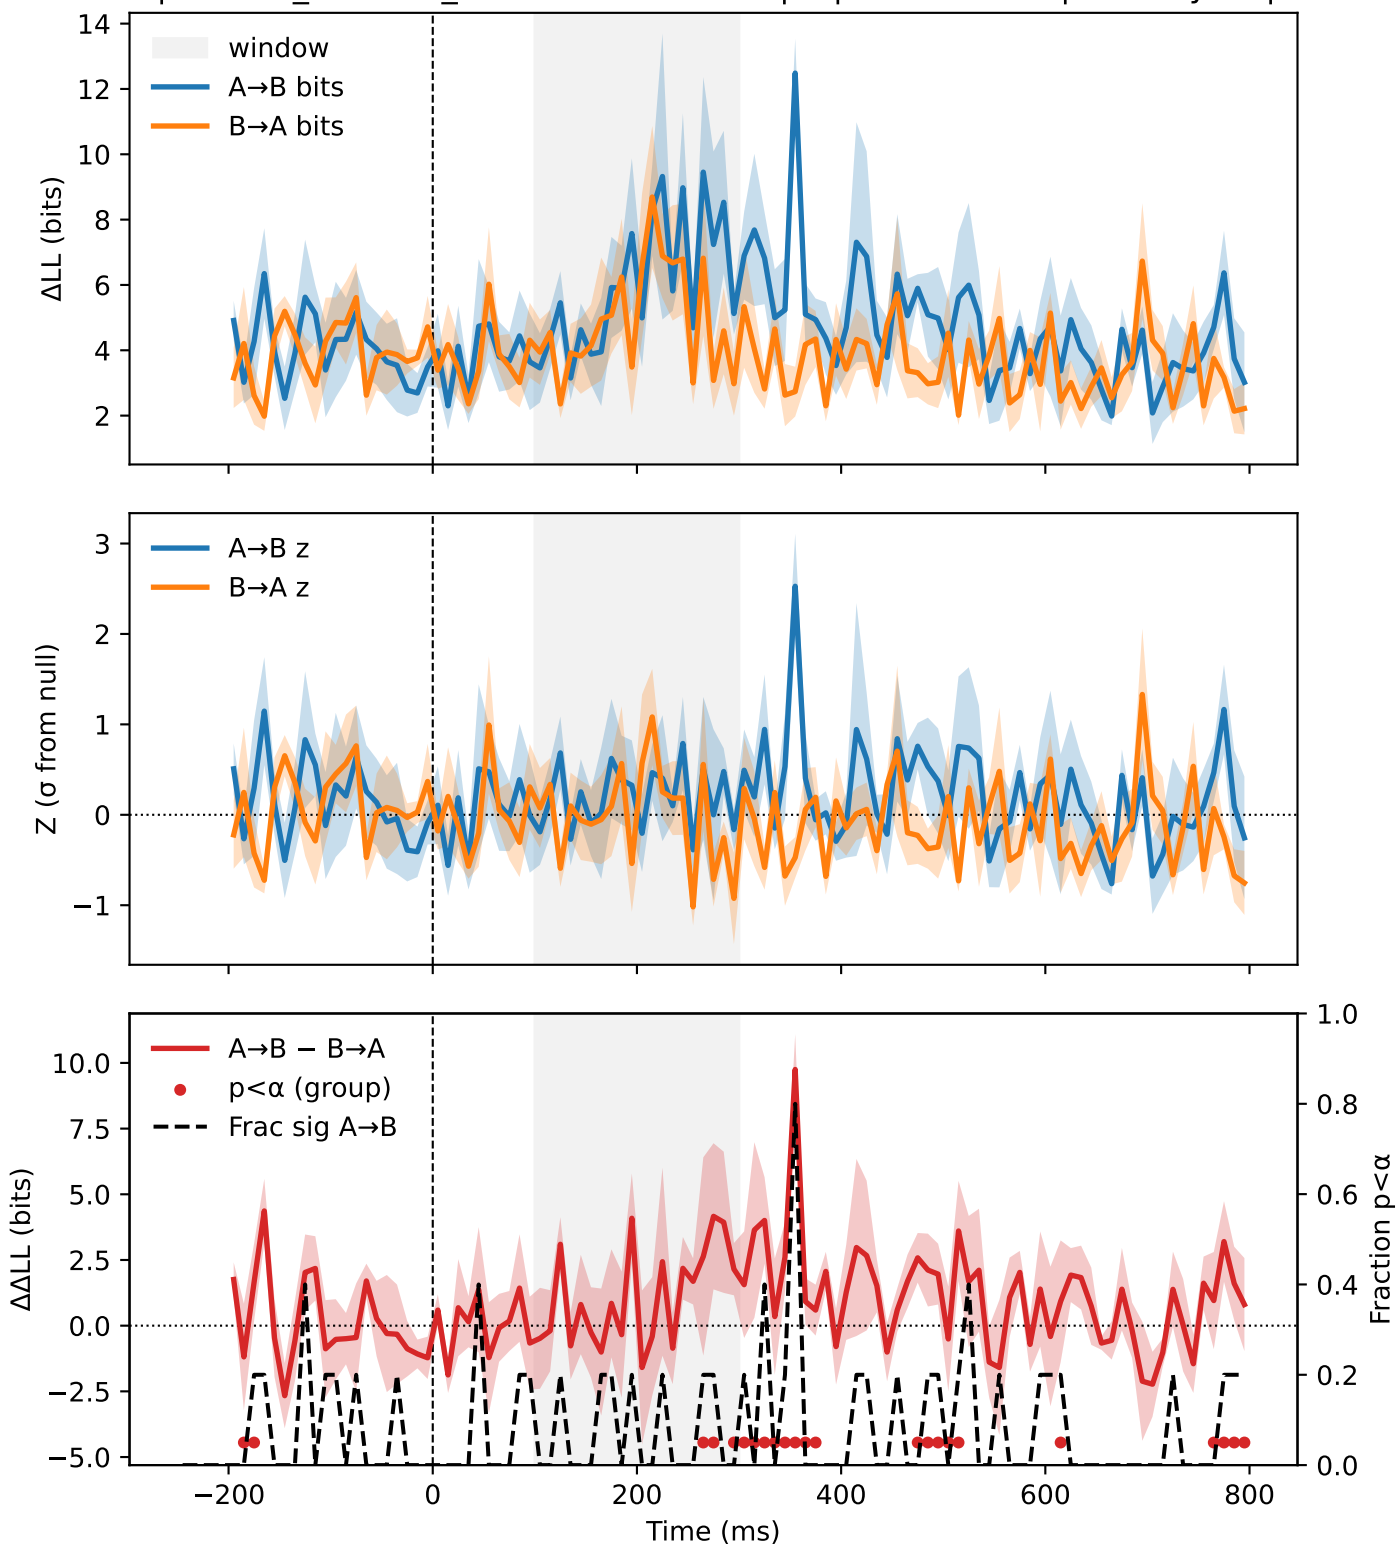 14
12
10
8
6
4
2
ΔLL (bits)
window
A→B bits
B→A bits
3
2
1
0
−1
Z (σ from null)
A→B z
B→A z
10.0
7.5
5.0
2.5
0.0
−2.5
−5.0
ΔΔLL (bits)
A→B − B→A
p<α (group)
Frac sig A→B
1.0
0.8
0.6
0.4
0.2
0.0
Fraction p<α
−200 0 200 400 600 800
Time (ms)